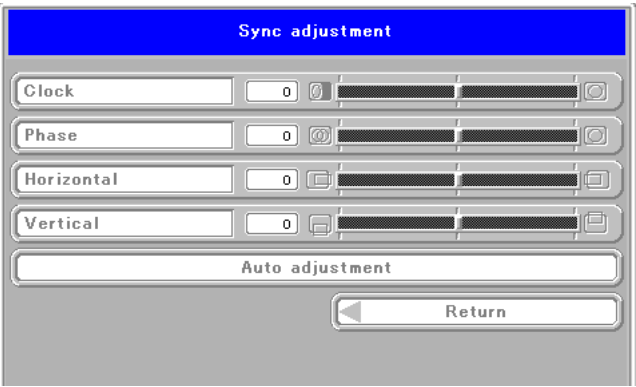 Sync adjustment
Clock 0
Phase 0
Horizontal 0
Vertical 0
Auto adjustment
Return